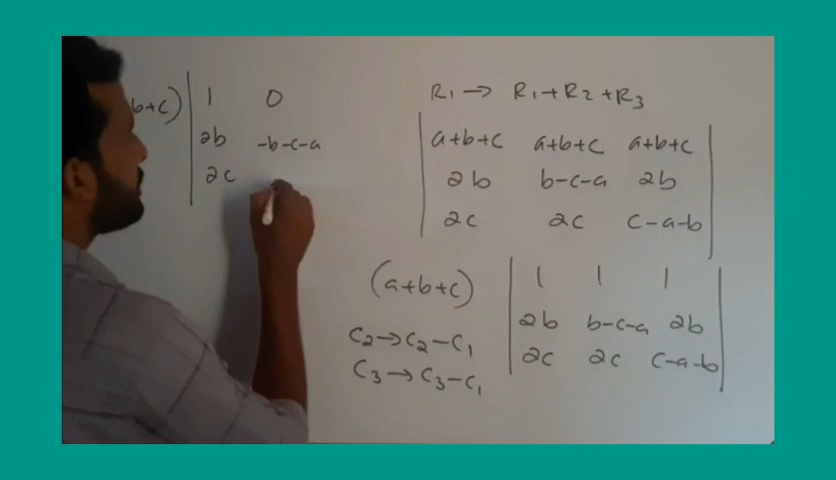 b+c) | 1 0
2b -b-c-a
2c
R1 → R1+R2+R3
| a+b+c a+b+c a+b+c |
2b b-c-a 2b
2c 2c c-a-b
(a+b+c) | 1 1 1 |
2b b-c-a 2b
2c 2c c-a-b
C2→C2-C1
C3→C3-C1